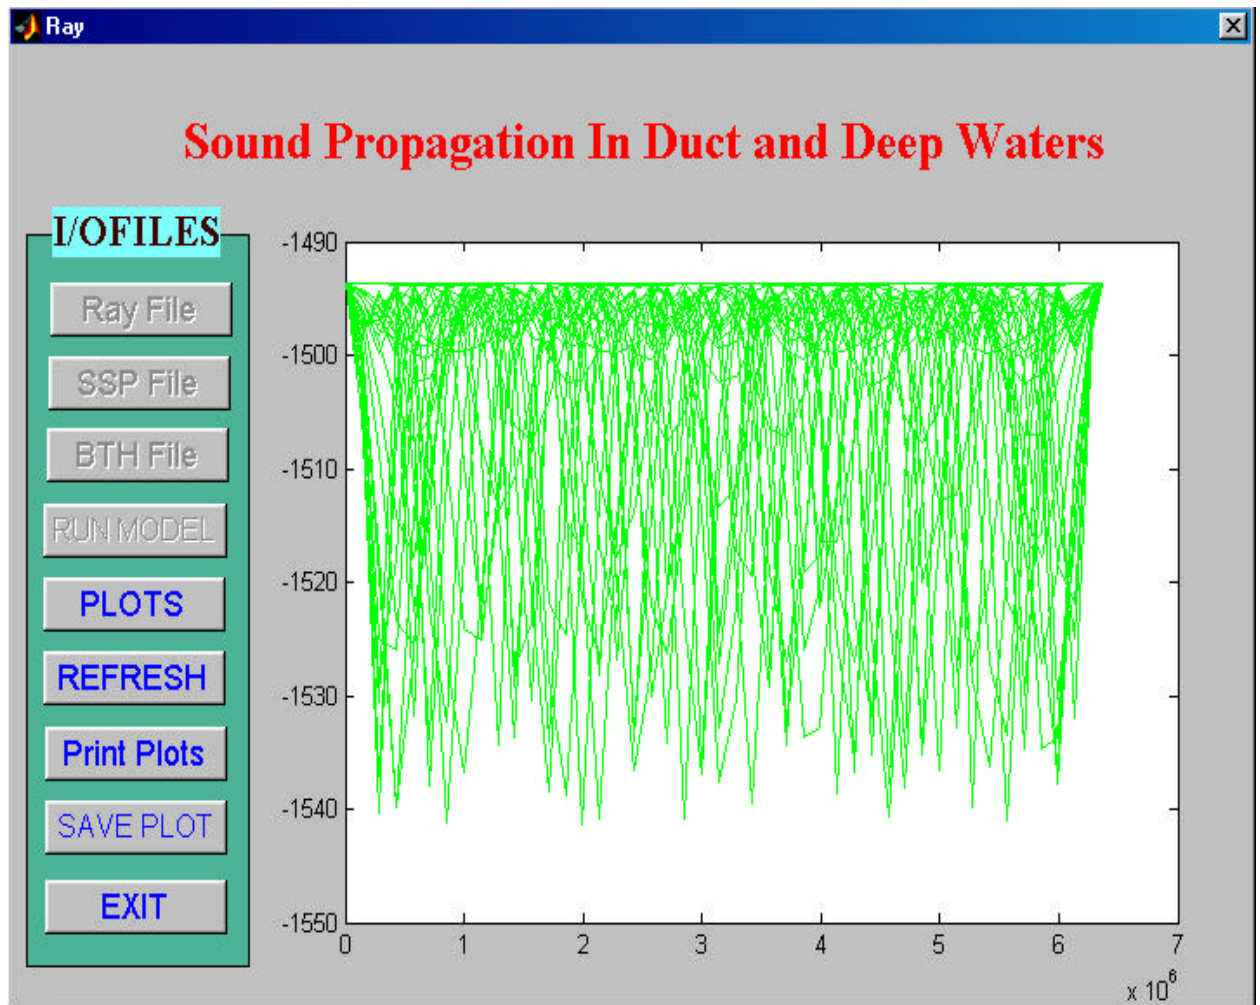 Ray
Sound Propagation In Duct and Deep Waters
I/OFILES
Ray File
SSP File
BTH File
RUN MODEL
PLOTS
REFRESH
Print Plots
SAVE PLOT
EXIT
-1490
-1500
-1510
-1520
-1530
-1540
-1550
0 1 2 3 4 5 6 7
x 10⁶